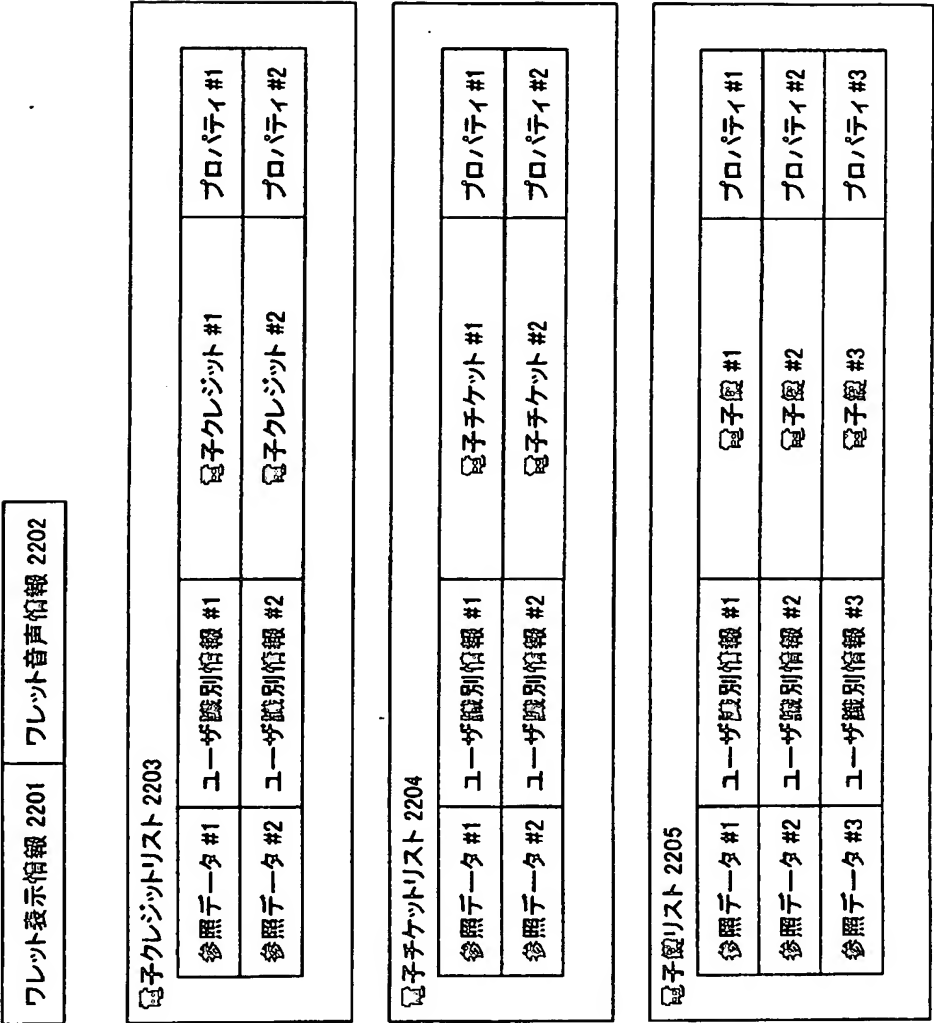 ワレット表示情報 2201 ワレット音声情報 2202
電子クレジットリスト 2203
参照データ #1 ユーザ識別情報 #1 電子クレジット #1 プロパティ #1
参照データ #2 ユーザ識別情報 #2 電子クレジット #2 プロパティ #2
電子チケットリスト 2204
参照データ #1 ユーザ識別情報 #1 電子チケット #1 プロパティ #1
参照データ #2 ユーザ識別情報 #2 電子チケット #2 プロパティ #2
電子鍵リスト 2205
参照データ #1 ユーザ識別情報 #1 電子鍵 #1 プロパティ #1
参照データ #2 ユーザ識別情報 #2 電子鍵 #2 プロパティ #2
参照データ #3 ユーザ識別情報 #3 電子鍵 #3 プロパティ #3